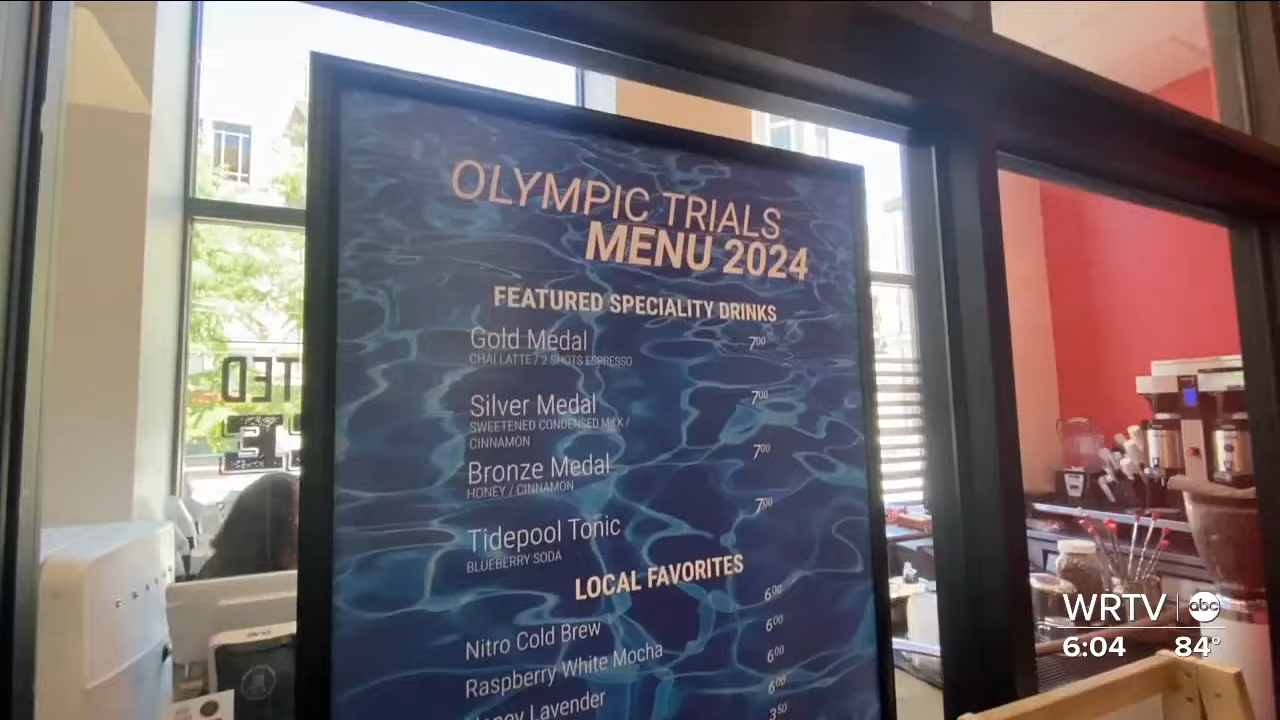 OLYMPIC TRIALS
MENU 2024
FEATURED SPECIALITY DRINKS
Gold Medal 7.00
CHAI LATTE / 2 SHOTS ESPRESSO
Silver Medal 7.00
SWEETENED CONDENSED MILK /
CINNAMON
Bronze Medal 7.00
HONEY / CINNAMON
Tidepool Tonic 7.00
BLUEBERRY SODA
LOCAL FAVORITES
Nitro Cold Brew 6.00
Raspberry White Mocha 6.00
Lavender 6.00
6.00
3.50
WRTV abc
6:04 84°